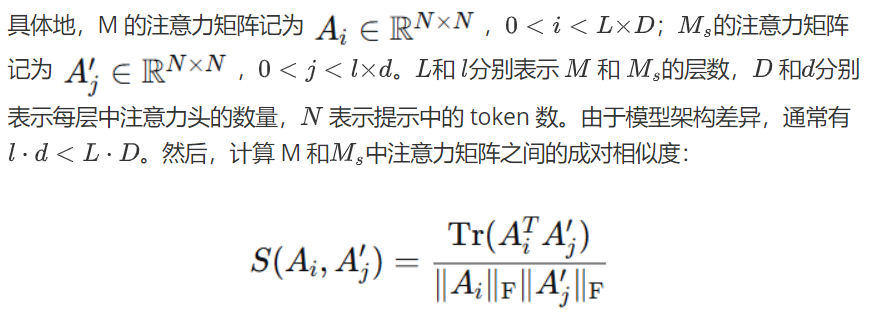 具体地，M 的注意力矩阵记为 $A_i \in \mathbb{R}^{N \times N}$ ，$0 < i < L \times D$；$M_s$的注意力矩阵
记为 $A'_j \in \mathbb{R}^{N \times N}$ ，$0 < j < l \times d$。$L$和 $l$分别表示 $M$ 和 $M_s$的层数，$D$ 和$d$分别
表示每层中注意力头的数量，$N$ 表示提示中的 token 数。由于模型架构差异，通常有
$l \cdot d < L \cdot D$。然后，计算 M 和$M_s$中注意力矩阵之间的成对相似度：
$S(A_i, A'_j) = \frac{\mathrm{Tr}(A_i^T A'_j)}{\|A_i\|_{\mathrm{F}} \|A'_j\|_{\mathrm{F}}}$